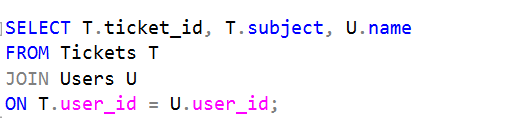 SELECT T.ticket_id, T.subject, U.name
FROM Tickets T
JOIN Users U
ON T.user_id = U.user_id;